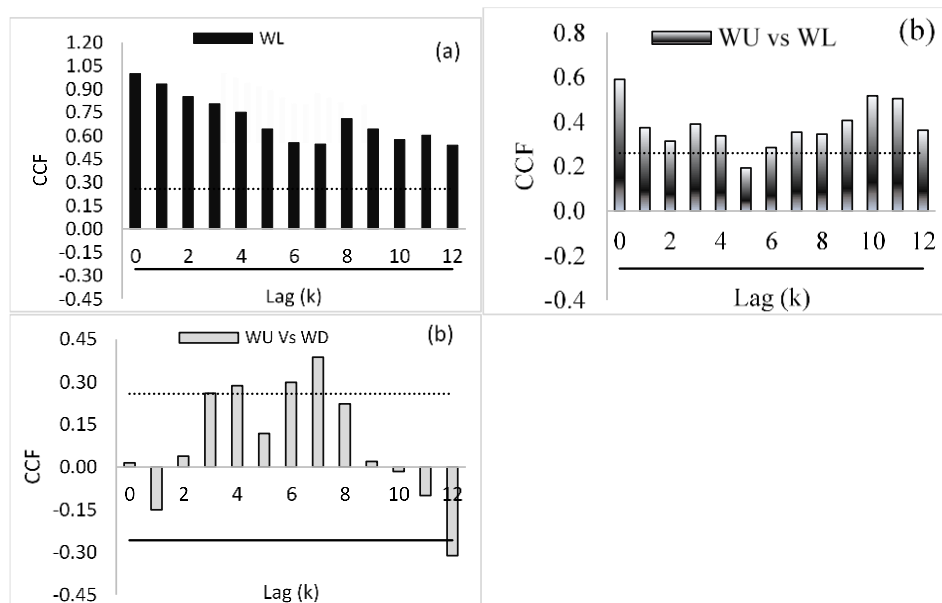 WL
(a)
1.20
1.05
0.90
0.75
0.60
0.45
0.30
0.15
0.00
-0.15
-0.30
-0.45
CCF
0 2 4 6 8 10 12
Lag (k)
WU vs WL
(b)
0.8
0.6
0.4
0.2
0.0
-0.2
-0.4
CCF
0 2 4 6 8 10 12
Lag (k)
WU Vs WD
(b)
0.45
0.30
0.15
0.00
-0.15
-0.30
-0.45
CCF
0 2 4 6 8 10 12
Lag (k)